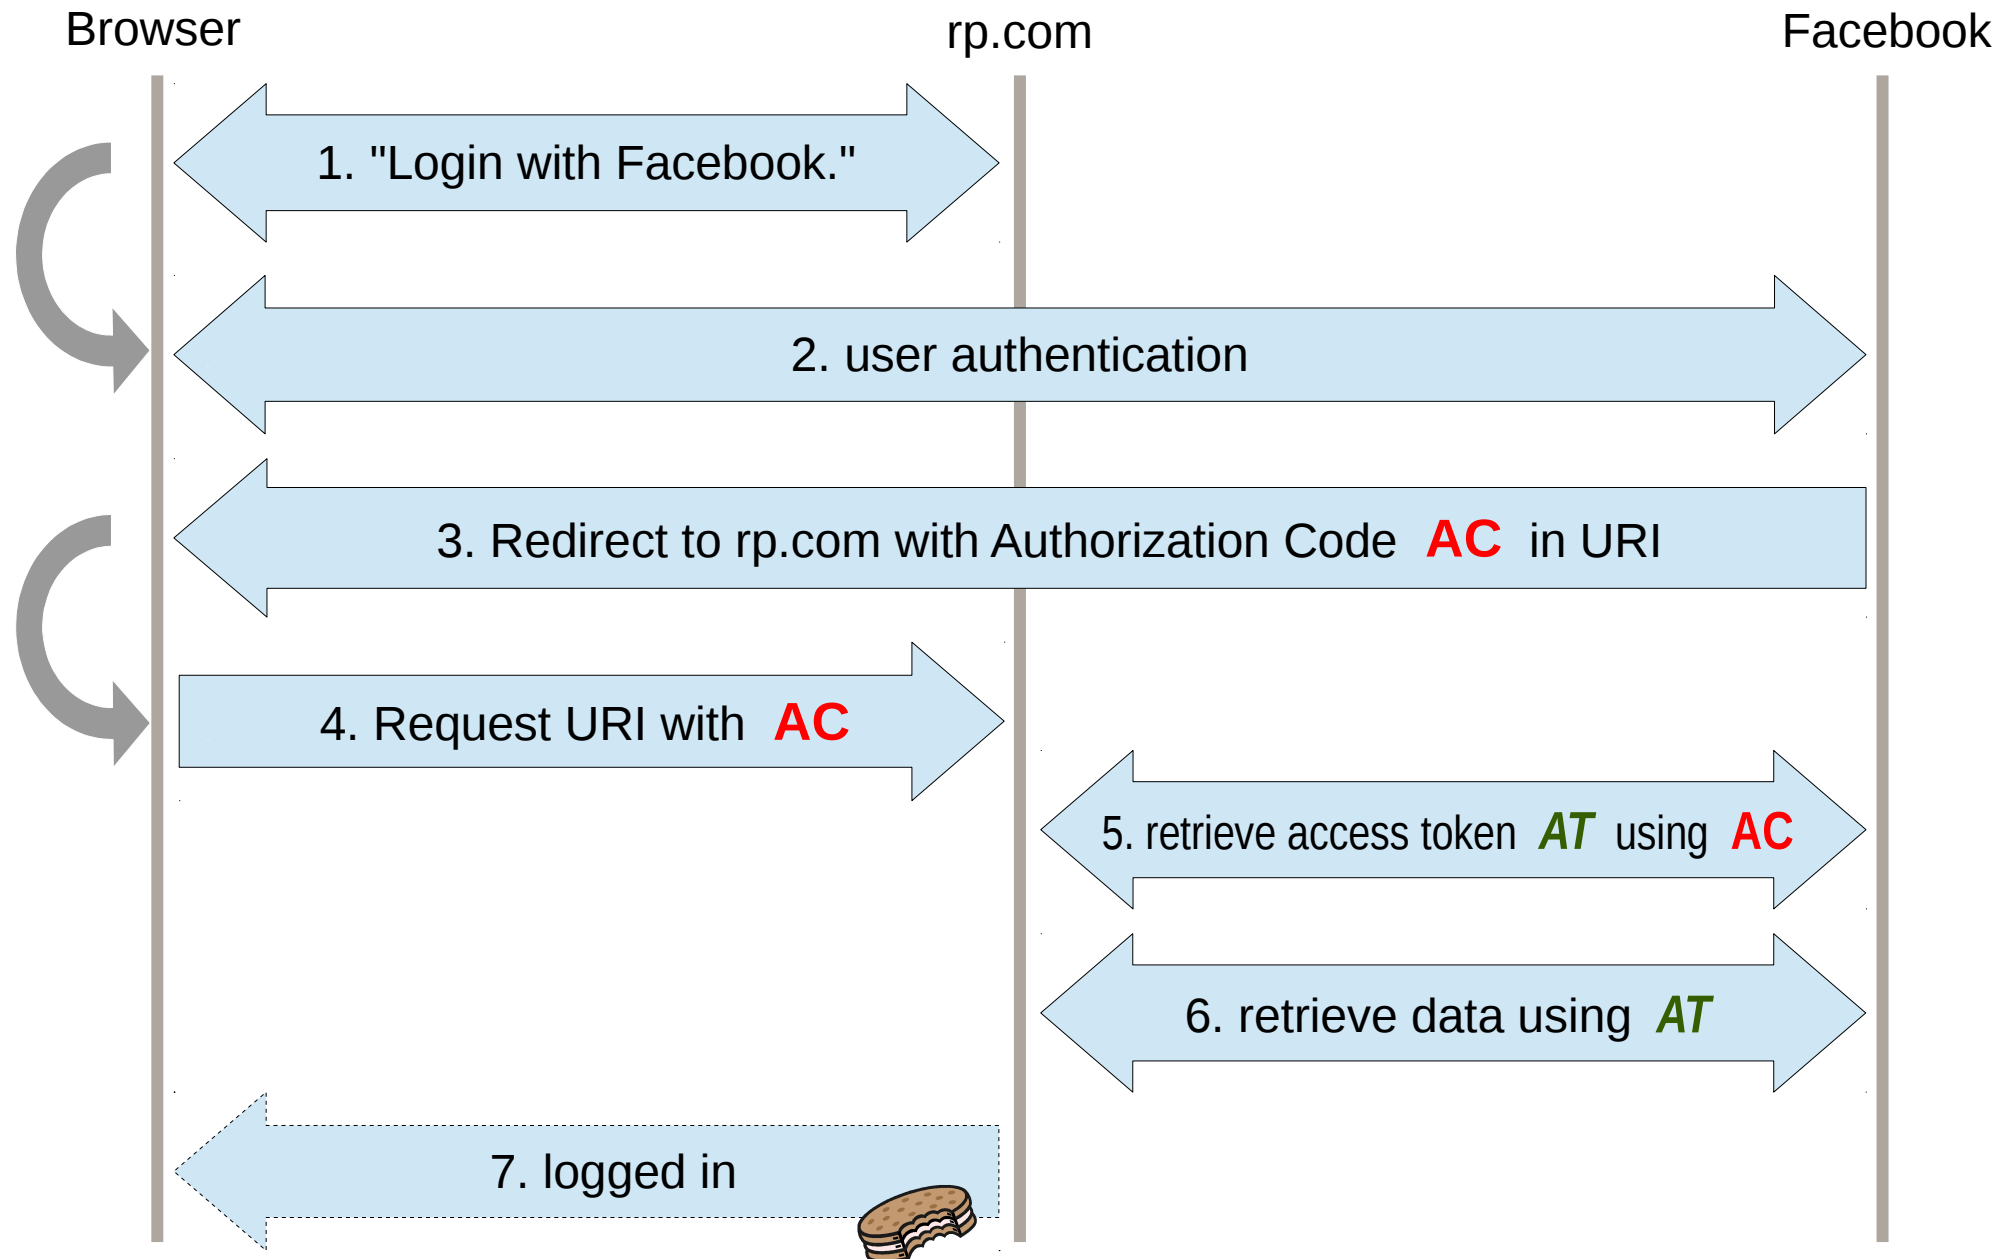 Browser rp.com Facebook
1. "Login with Facebook."
2. user authentication
3. Redirect to rp.com with Authorization Code AC in URI
4. Request URI with AC
5. retrieve access token AT using AC
6. retrieve data using AT
7. logged in